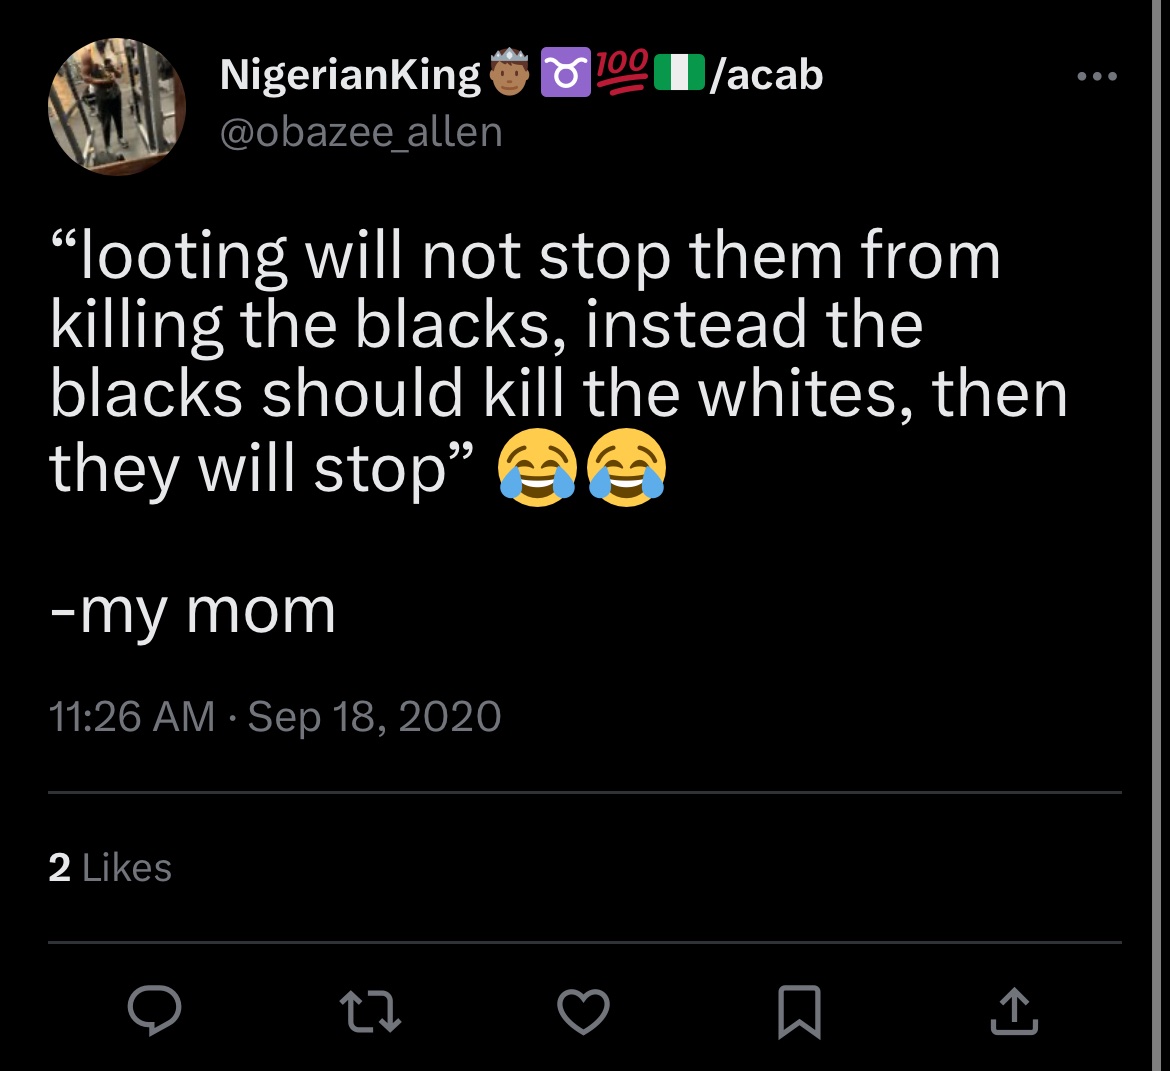 NigerianKing🤴🏽♉💯🇳🇬/acab
@obazee_allen
“looting will not stop them from
killing the blacks, instead the
blacks should kill the whites, then
they will stop” 😂😂
-my mom
11:26 AM · Sep 18, 2020
2 Likes